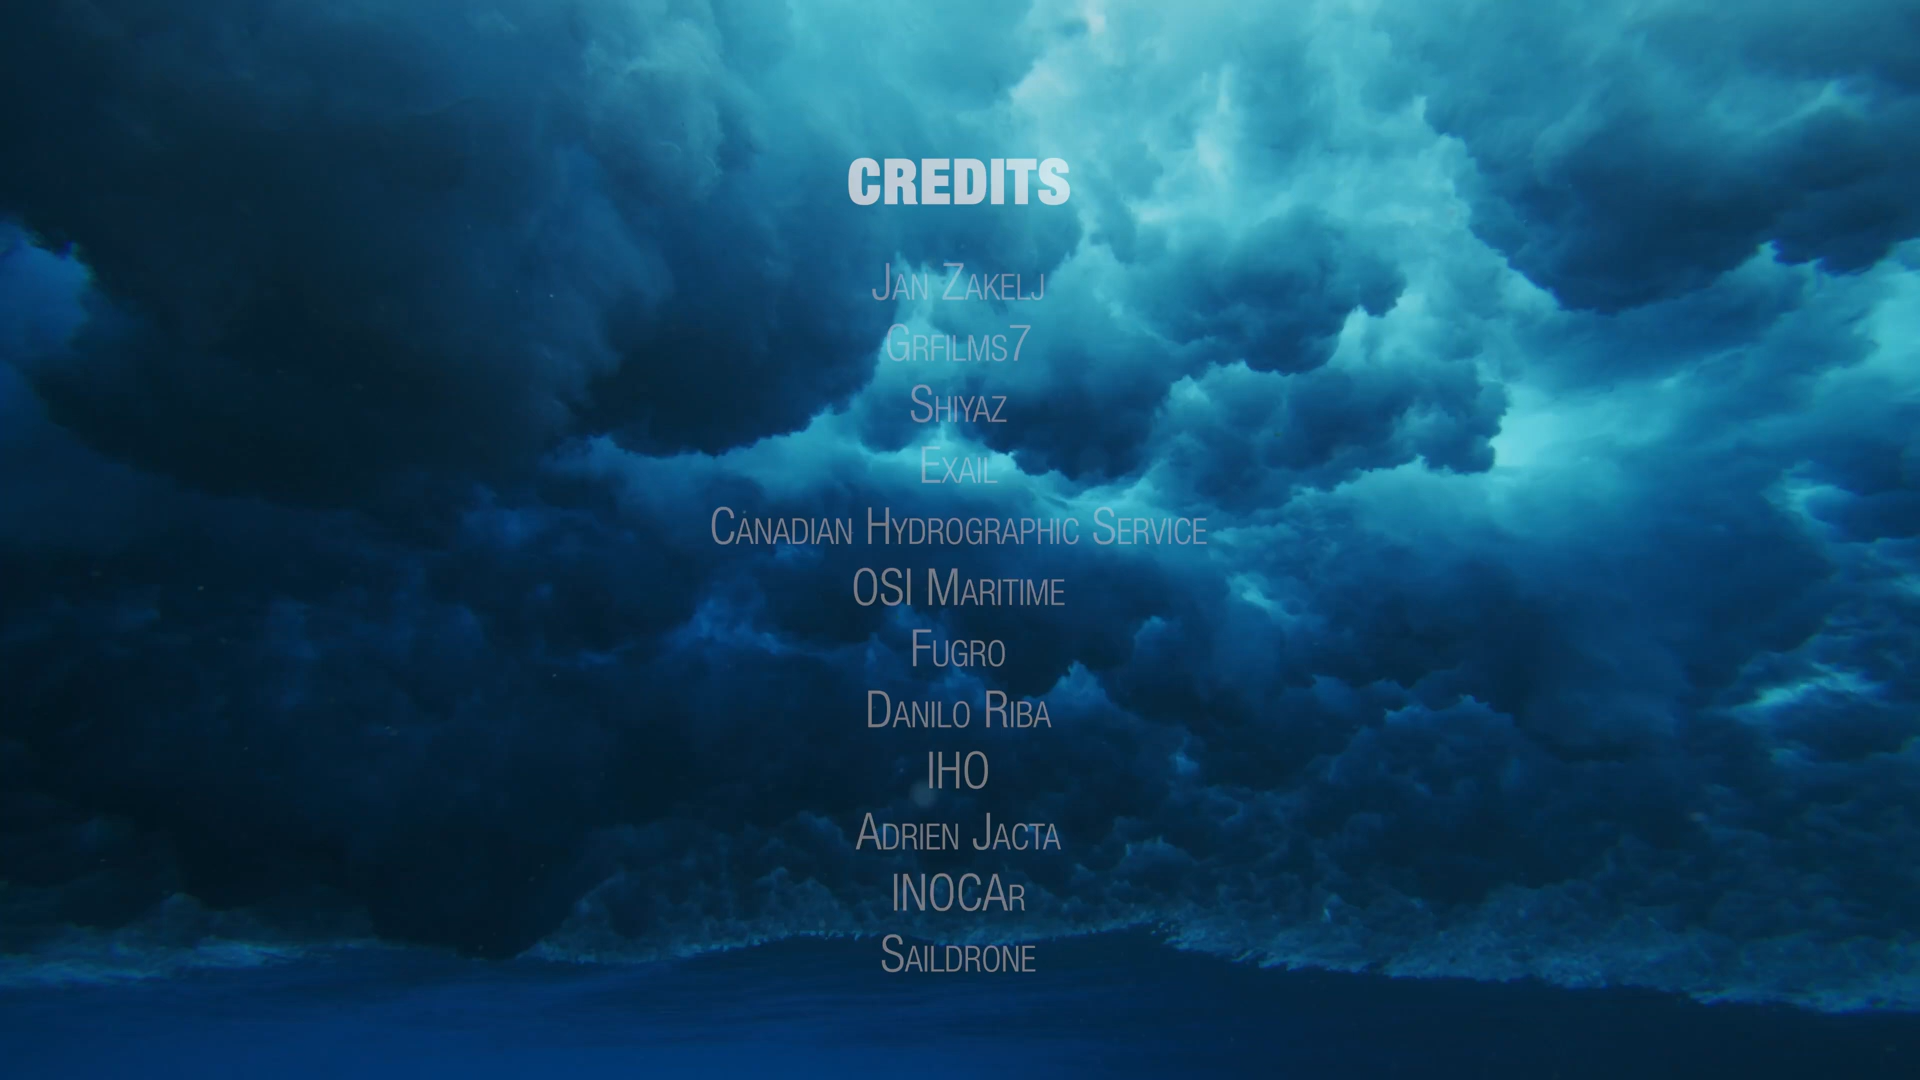 CREDITS
Jan Zakelj
Grfilms7
Shiyaz
Exail
Canadian Hydrographic Service
OSI Maritime
Fugro
Danilo Riba
IHO
Adrien Jacta
INOCAr
Saildrone